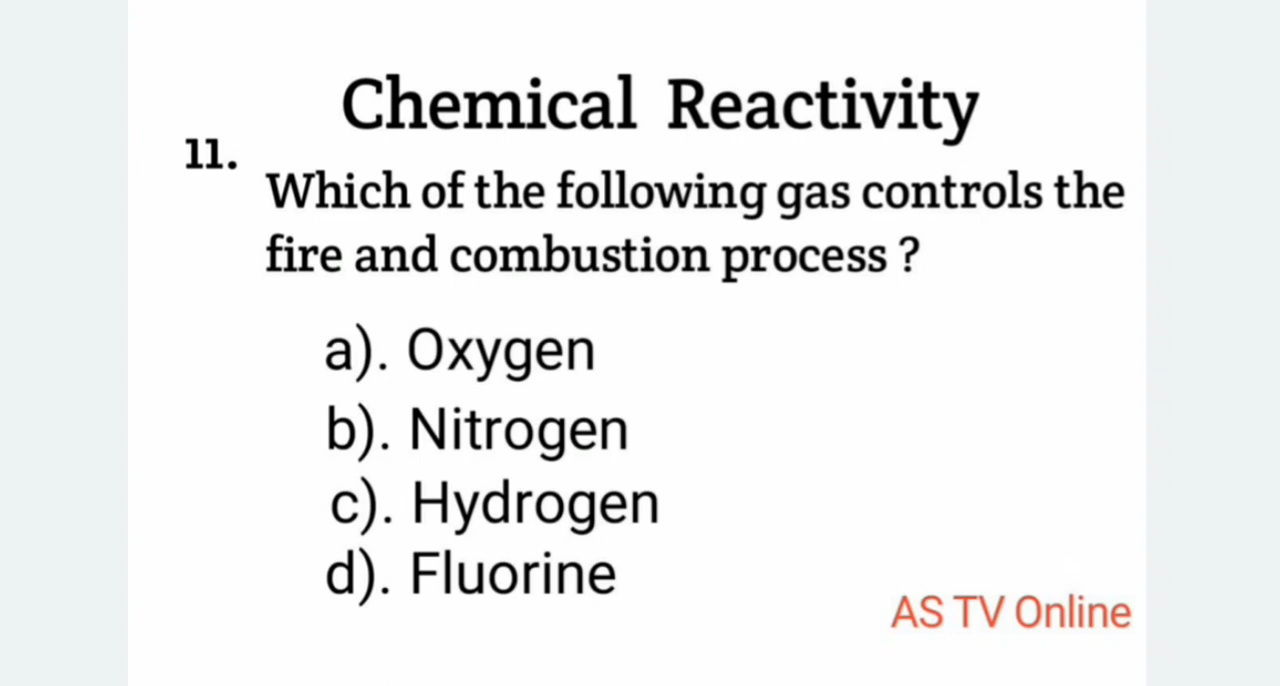 Chemical Reactivity
11.
Which of the following gas controls the
fire and combustion process ?
a). Oxygen
b). Nitrogen
c). Hydrogen
d). Fluorine
AS TV Online